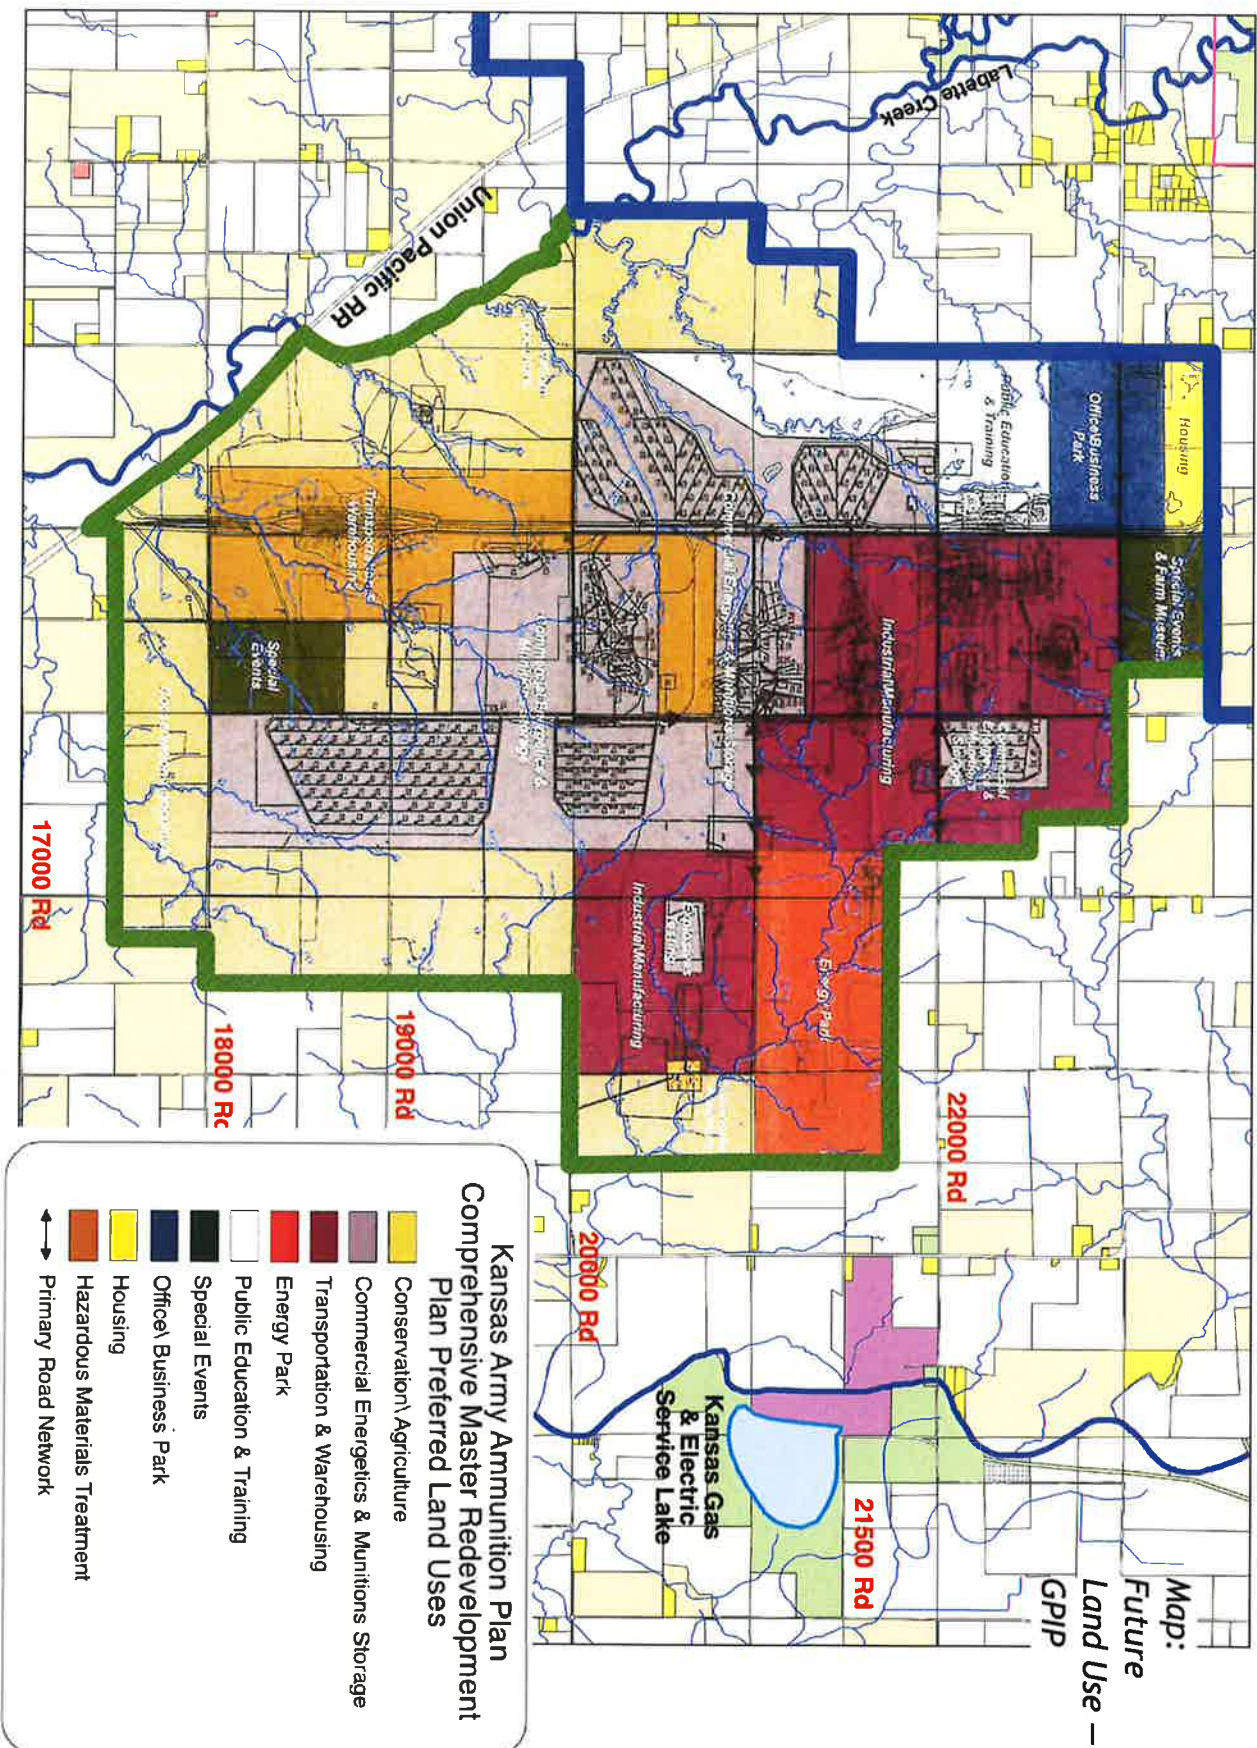 Map:
Future
Land Use –
GPIP
Labette Creek
Union Pacific RR
Housing
Office\Business
Park
Public Education
& Training
Special Events
& Farm Museum
Industrial\Manufacturing
Energy Park
Industrial\Manufacturing
Special
Events
Transportation &
Warehousing
17000 Rd
18000 Rd
19000 Rd
20000 Rd
21500 Rd
22000 Rd
Kansas Gas
& Electric
Service Lake
Kansas Army Ammunition Plan
Comprehensive Master Redevelopment
Plan Preferred Land Uses
Conservation\ Agriculture
Commercial Energetics & Munitions Storage
Transportation & Warehousing
Energy Park
Public Education & Training
Special Events
Office\ Business Park
Housing
Hazardous Materials Treatment
Primary Road Network